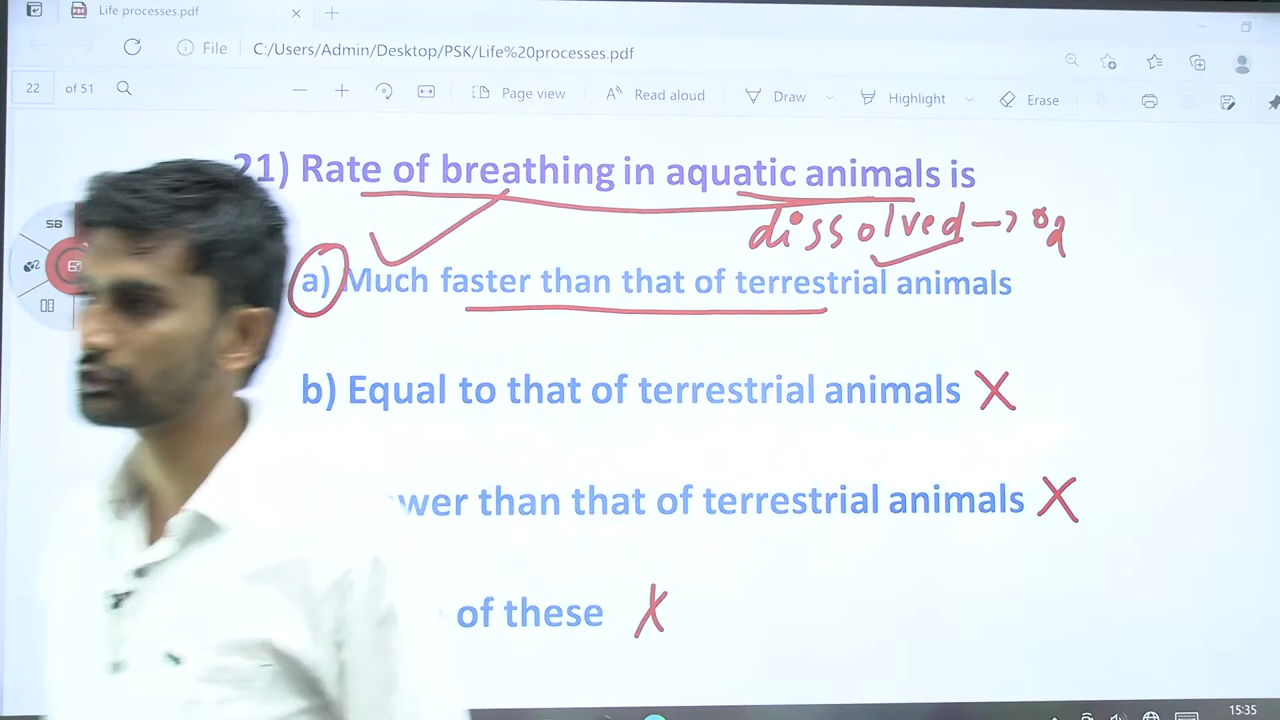 Life processes.pdf
File C:/Users/Admin/Desktop/PSK/Life%20processes.pdf
22 of 51 Page view Read aloud Draw Highlight Erase
21) Rate of breathing in aquatic animals is
dissolved → O2
SB
a) Much faster than that of terrestrial animals
b) Equal to that of terrestrial animals X
than that of terrestrial animals X
of these X
15:35